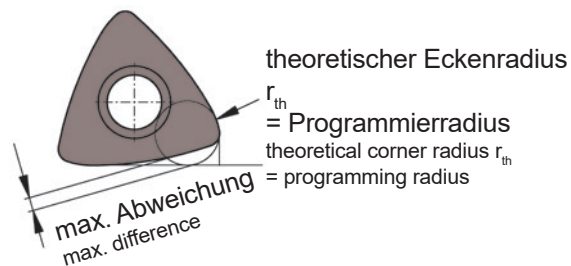 theoretischer Eckenradius
r_th
= Programmierradius
theoretical corner radius r_th
= programming radius
max. Abweichung
max. difference